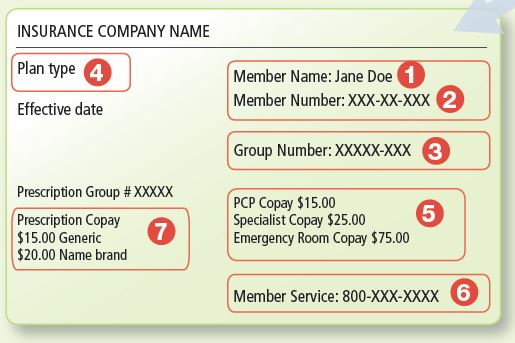 INSURANCE COMPANY NAME
Plan type 4
Effective date
Member Name: Jane Doe 1
Member Number: XXX-XX-XXX 2
Group Number: XXXXX-XXX 3
Prescription Group # XXXXX
Prescription Copay
$15.00 Generic
$20.00 Name brand
7
PCP Copay $15.00
Specialist Copay $25.00
Emergency Room Copay $75.00
5
Member Service: 800-XXX-XXXX 6